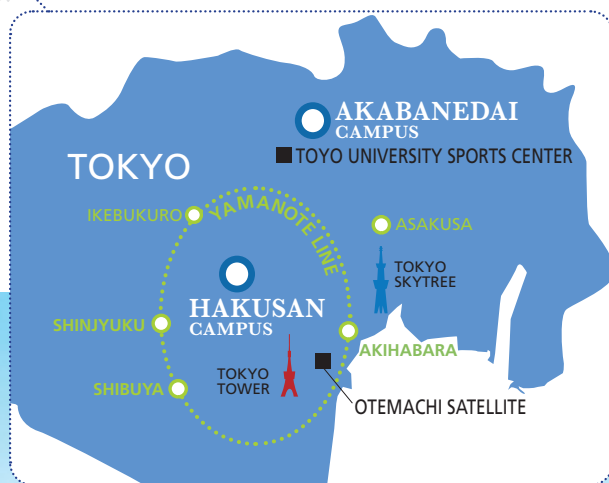 AKABANEDAI
CAMPUS
TOYO UNIVERSITY SPORTS CENTER
TOKYO
IKEBUKURO
YAMANOTE LINE
ASAKUSA
TOKYO
SKYTREE
HAKUSAN
CAMPUS
SHINJYUKU
AKIHABARA
TOKYO
TOWER
SHIBUYA
OTEMACHI SATELLITE